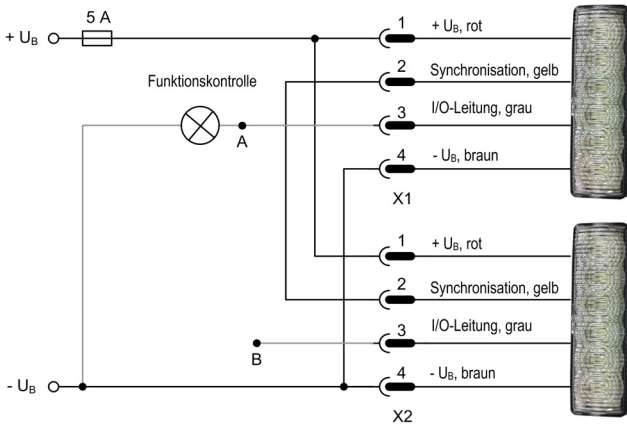 5 A
+ U_B
1
+ U_B, rot
2
Synchronisation, gelb
Funktionskontrolle
3
I/O-Leitung, grau
A
4
- U_B, braun
X1
1
+ U_B, rot
2
Synchronisation, gelb
3
I/O-Leitung, grau
B
- U_B
4
- U_B, braun
X2